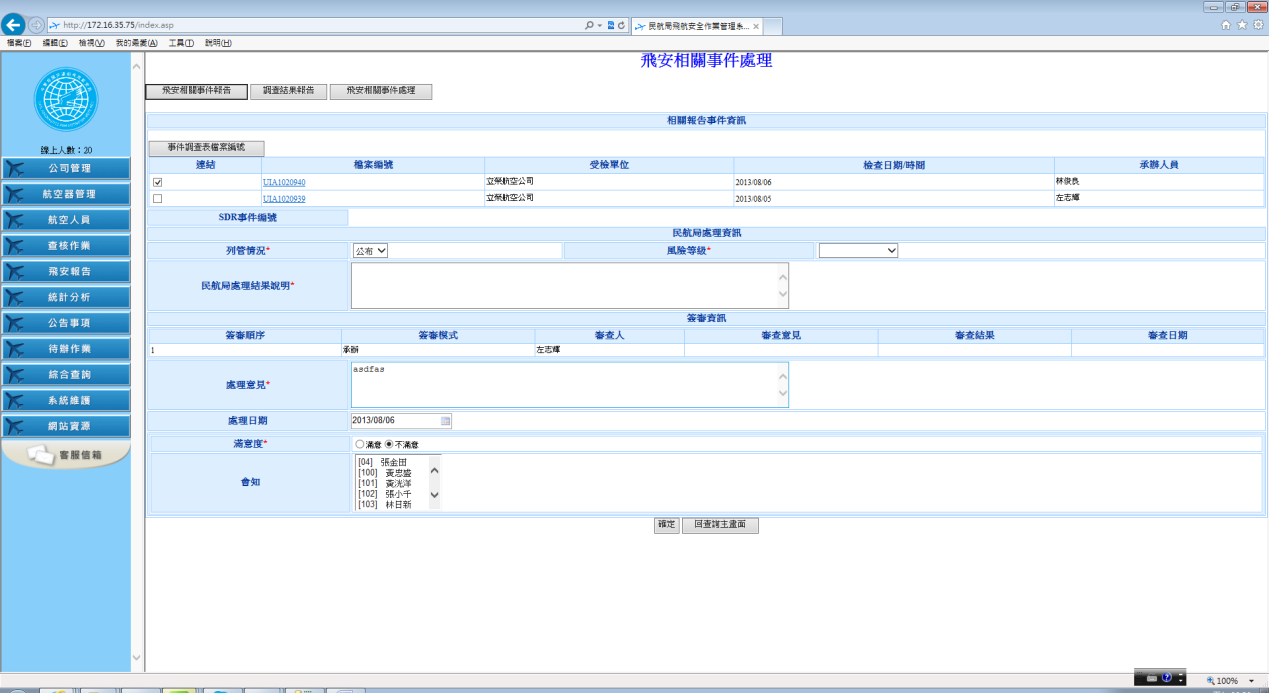 http://172.16.35.75/index.asp
民航局飛航安全作業管理系...
檔案(F) 編輯(E) 檢視(V) 我的最愛(A) 工具(T) 說明(H)
飛安相關事件處理
飛安相關事件報告 調查結果報告 飛安相關事件處理
相關報告事件資訊
線上人數：20
公司管理
航空器管理
航空人員
查核作業
飛安報告
統計分析
公告事項
待辦作業
綜合查詢
系統維護
網站資源
客服信箱
事件調查表檔案編號
連結 檔案編號 受檢單位 檢查日期/時間 承辦人員
UIA1020940 立榮航空公司 2013/08/06 林俊良
UIA1020939 立榮航空公司 2013/08/05 左志輝
SDR事件編號
民航局處理資訊
列管情況* 公布 風險等級*
民航局處理結果說明*
簽審資訊
簽審順序 簽審模式 審查人 審查意見 審查結果 審查日期
1 承辦 左志輝
處理意見* asdfas
處理日期 2013/08/06
滿意度* 滿意 不滿意
會知
[04] 張金田
[100] 黃忠盛
[101] 黃洸洋
[102] 張小千
[103] 林日新
確定 回查詢主畫面
100%